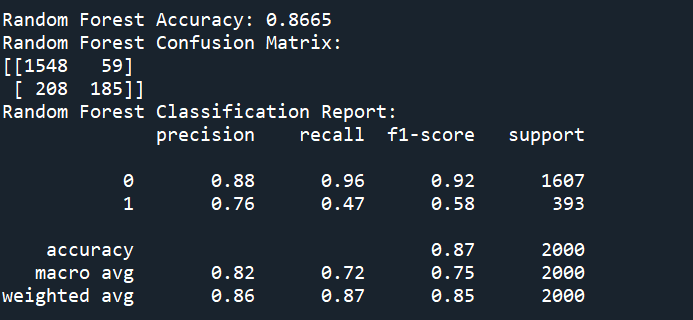 Random Forest Accuracy: 0.8665
Random Forest Confusion Matrix:
[[1548   59]
 [ 208  185]]
Random Forest Classification Report:
              precision    recall  f1-score   support

           0       0.88      0.96      0.92      1607
           1       0.76      0.47      0.58       393

    accuracy                           0.87      2000
   macro avg       0.82      0.72      0.75      2000
weighted avg       0.86      0.87      0.85      2000